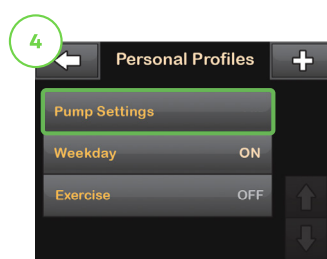 4
Personal Profiles
Pump Settings
Weekday ON
Exercise OFF